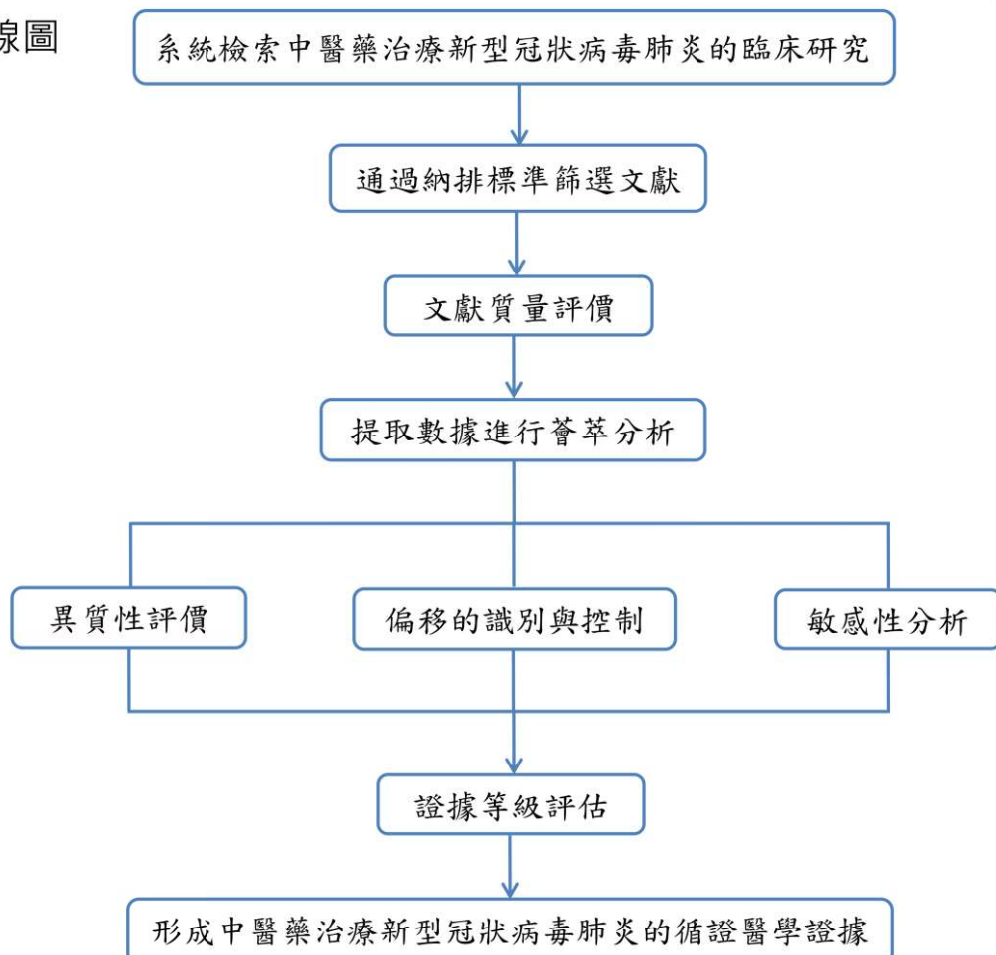 線圖
系統檢索中醫藥治療新型冠狀病毒肺炎的臨床研究
通過納排標準篩選文獻
文獻質量評價
提取數據進行薈萃分析
異質性評價
偏移的識別與控制
敏感性分析
證據等級評估
形成中醫藥治療新型冠狀病毒肺炎的循證醫學證據